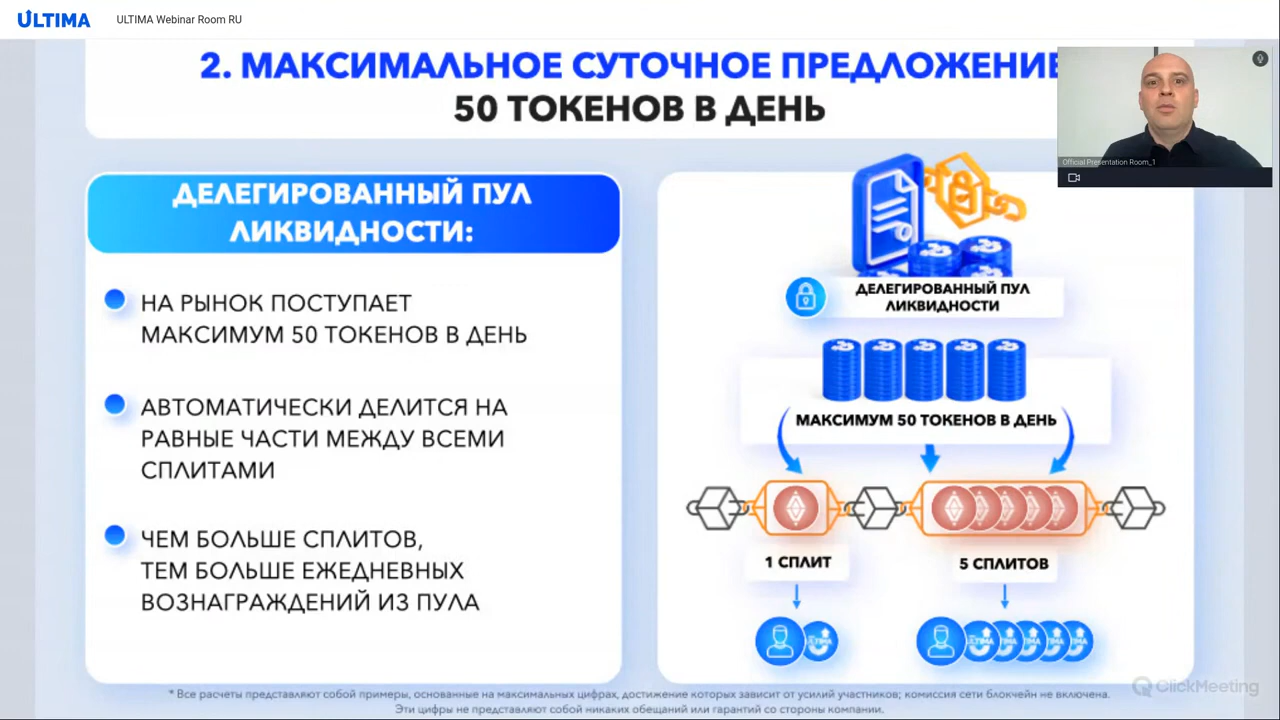 ULTIMA
ULTIMA Webinar Room RU
2. МАКСИМАЛЬНОЕ СУТОЧНОЕ ПРЕДЛОЖЕНИЕ
50 ТОКЕНОВ В ДЕНЬ
Official Presentation Room_1
ДЕЛЕГИРОВАННЫЙ ПУЛ
ЛИКВИДНОСТИ:
НА РЫНОК ПОСТУПАЕТ
МАКСИМУМ 50 ТОКЕНОВ В ДЕНЬ
АВТОМАТИЧЕСКИ ДЕЛИТСЯ НА
РАВНЫЕ ЧАСТИ МЕЖДУ ВСЕМИ
СПЛИТАМИ
ЧЕМ БОЛЬШЕ СПЛИТОВ,
ТЕМ БОЛЬШЕ ЕЖЕДНЕВНЫХ
ВОЗНАГРАЖДЕНИЙ ИЗ ПУЛА
ДЕЛЕГИРОВАННЫЙ ПУЛ
ЛИКВИДНОСТИ
МАКСИМУМ 50 ТОКЕНОВ В ДЕНЬ
1 СПЛИТ
5 СПЛИТОВ
ULTIMA
ULTIMA
* Все расчеты представляют собой примеры, основанные на максимальных цифрах, достижение которых зависит от усилий участников; комиссия сети блокчейн не включена.
Эти цифры не представляют собой никаких обещаний или гарантий со стороны компании.
ClickMeeting